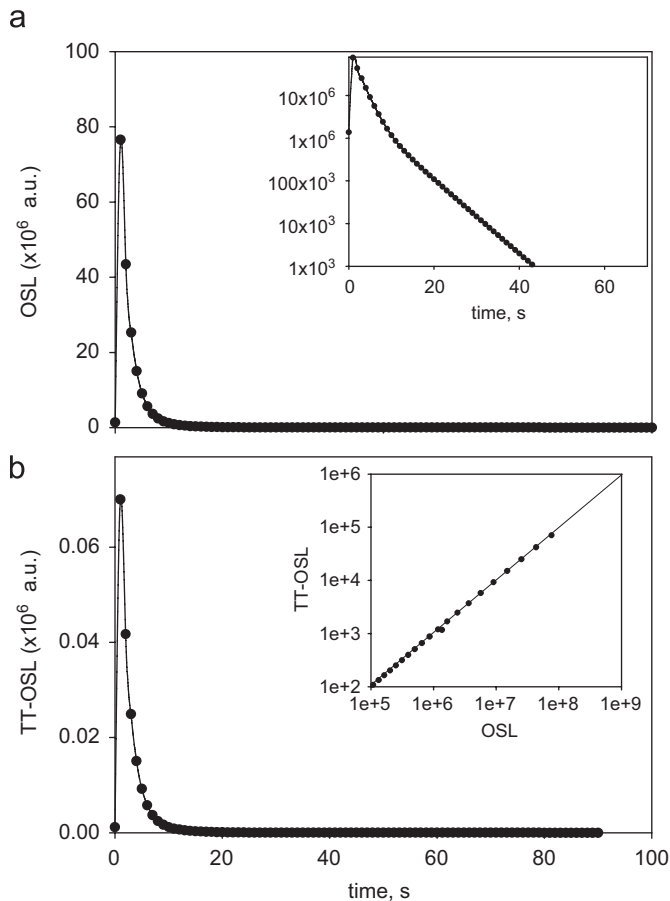 a
100
80
60
40
20
0
OSL (x10⁶ a.u.)
10x10⁶
1x10⁶
100x10³
10x10³
1x10³
0 20 40 60
time, s
b
0.06
0.04
0.02
0.00
TT-OSL (x10⁶ a.u.)
1e+6
1e+5
1e+4
1e+3
1e+2
TT-OSL
1e+5 1e+6 1e+7 1e+8 1e+9
OSL
0 20 40 60 80 100
time, s